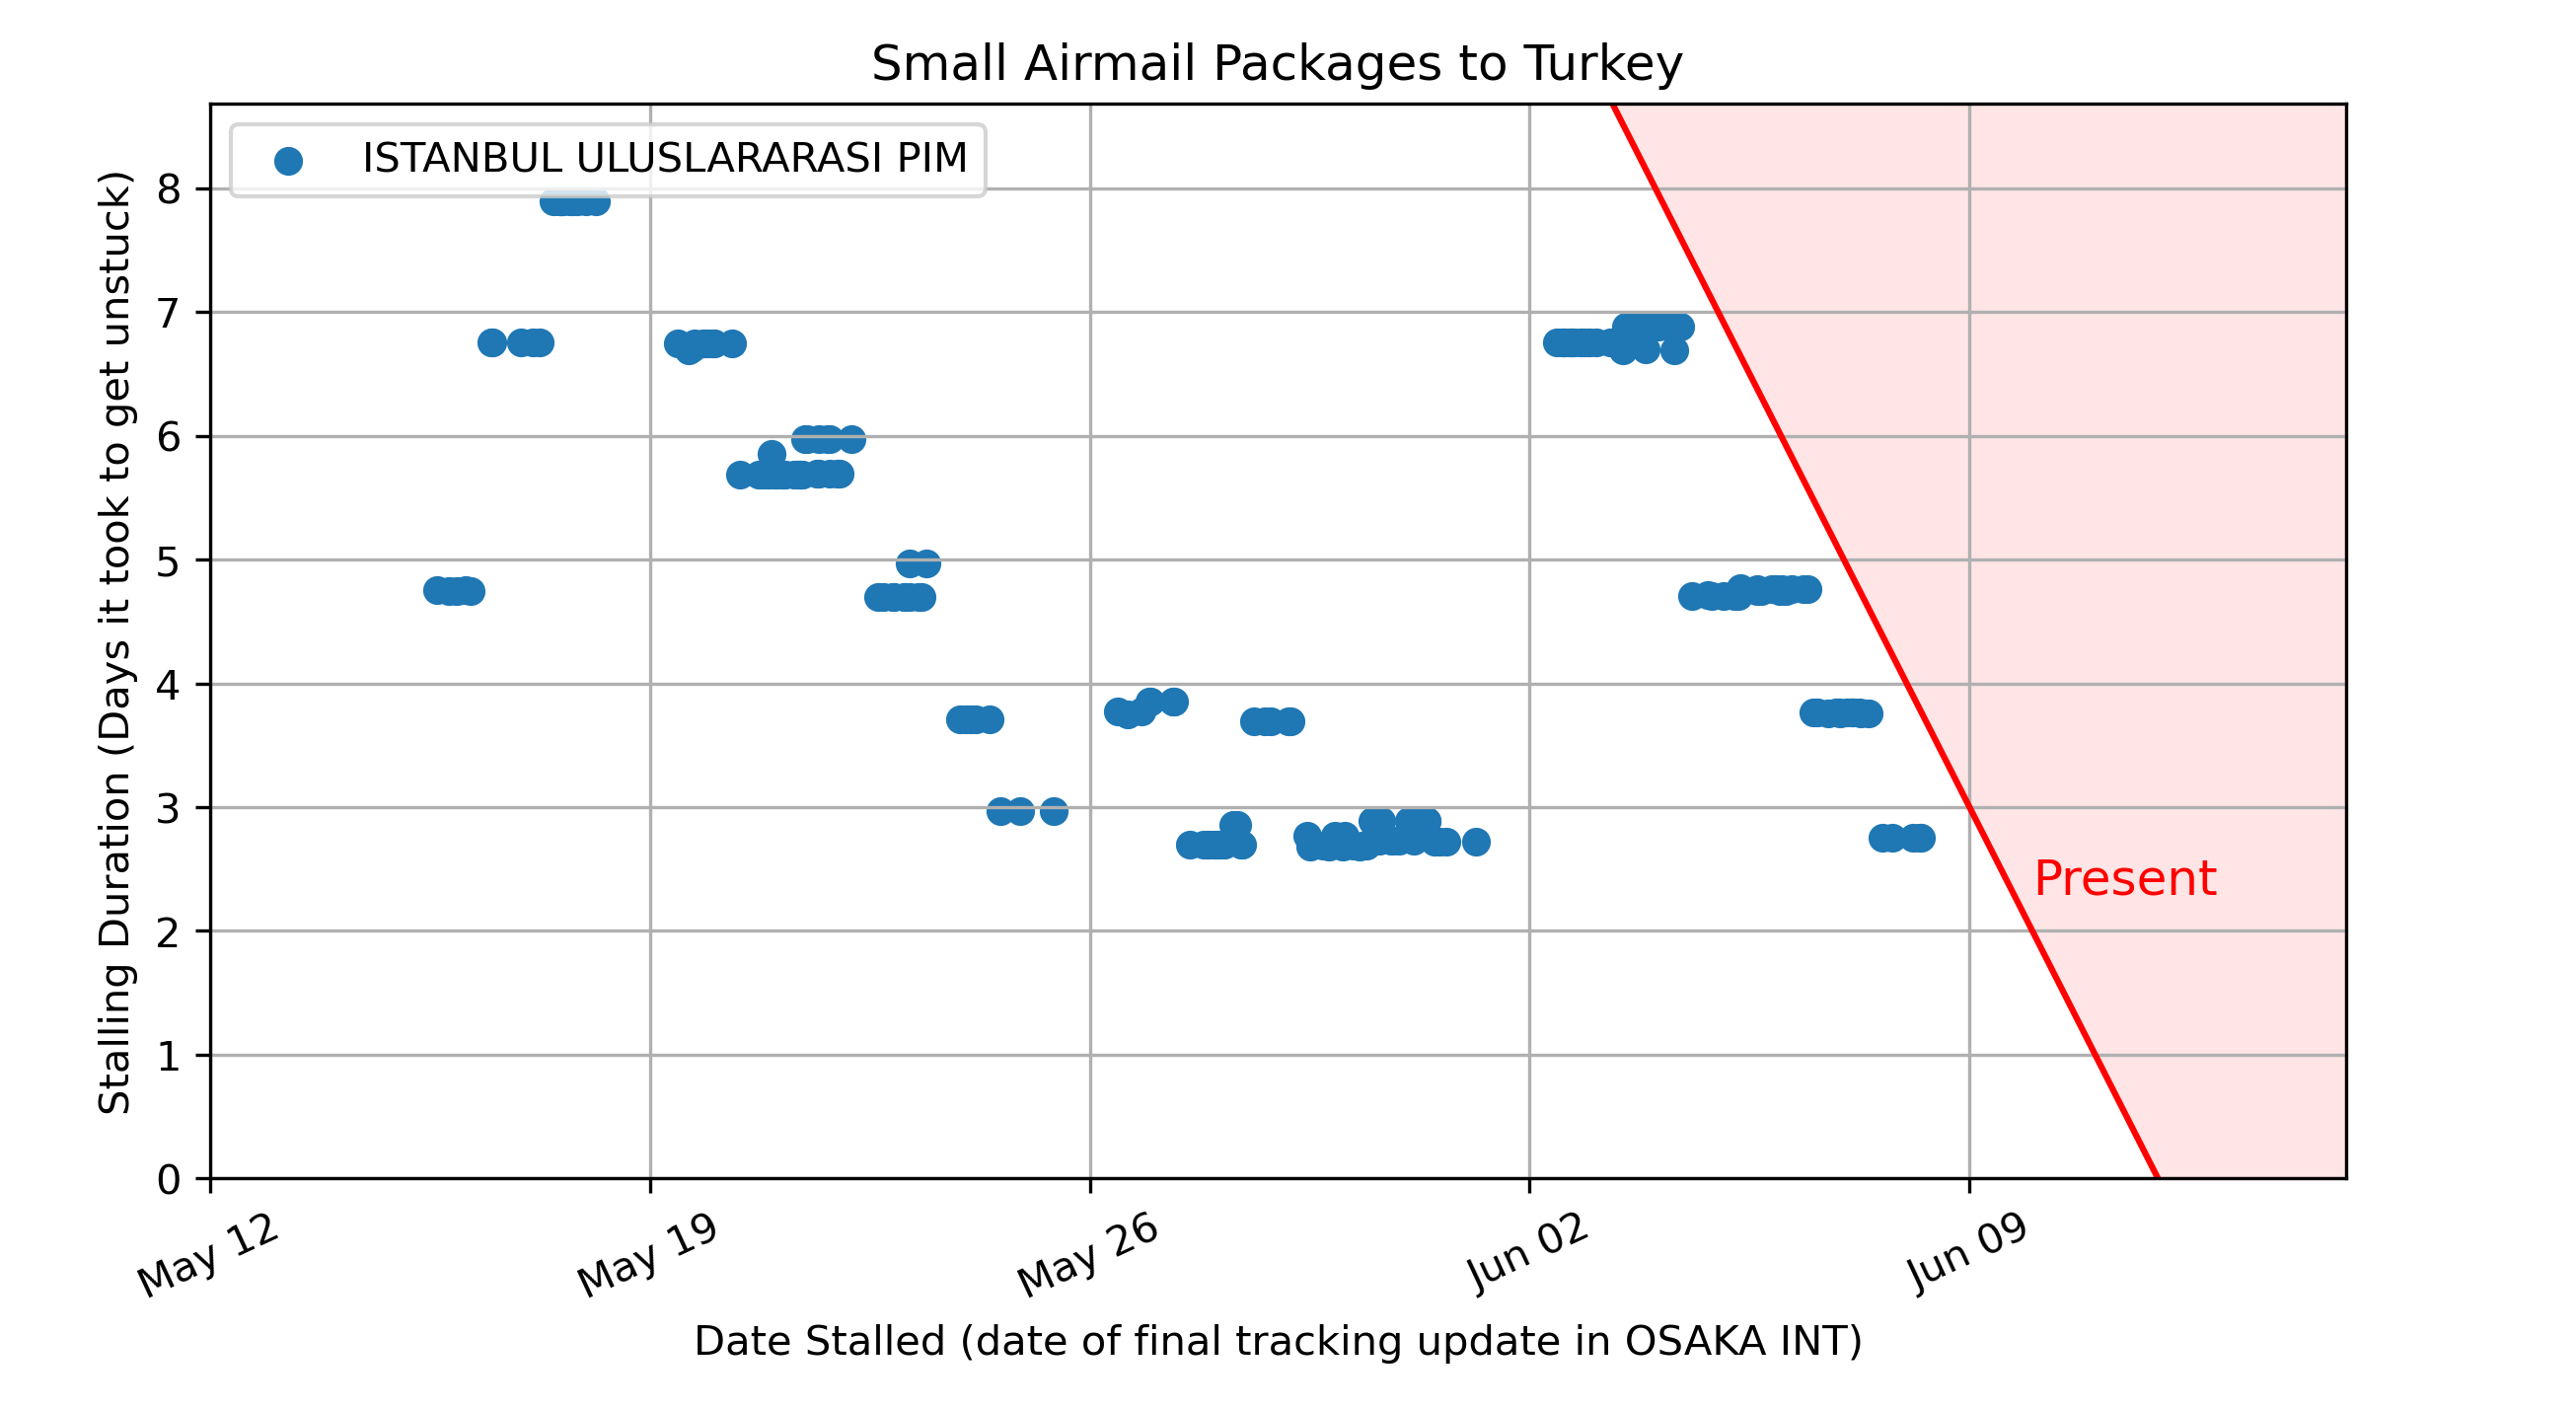 Small Airmail Packages to Turkey
ISTANBUL ULUSLARARASI PIM
Stalling Duration (Days it took to get unstuck)
8
7
6
5
4
3
2
1
0
Present
May 12
May 19
May 26
Jun 02
Jun 09
Date Stalled (date of final tracking update in OSAKA INT)